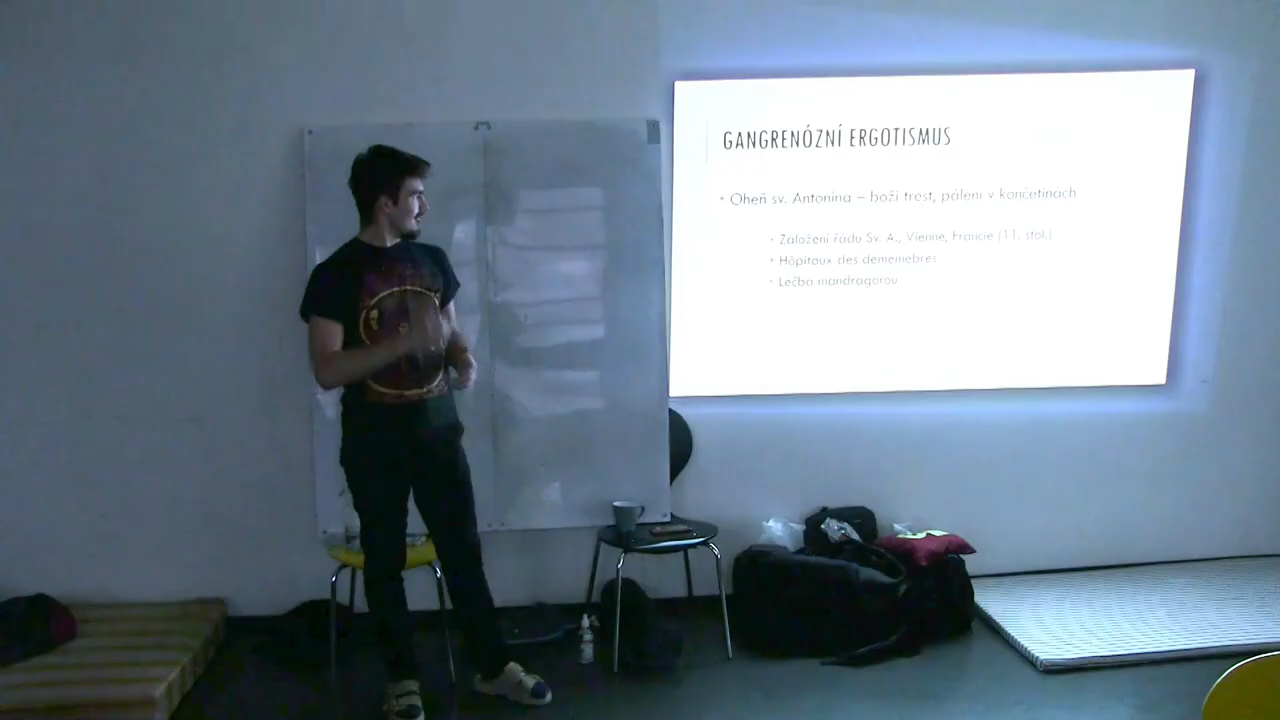 GANGRENÓZNÍ ERGOTISMUS
• Oheň sv. Antonína – boží trest, pálení v končetinách
• Založení řádu Sv. A., Vienne, Francie (11. stol.)
• Hôpitaux des dememebres
• Léčba mandragorou